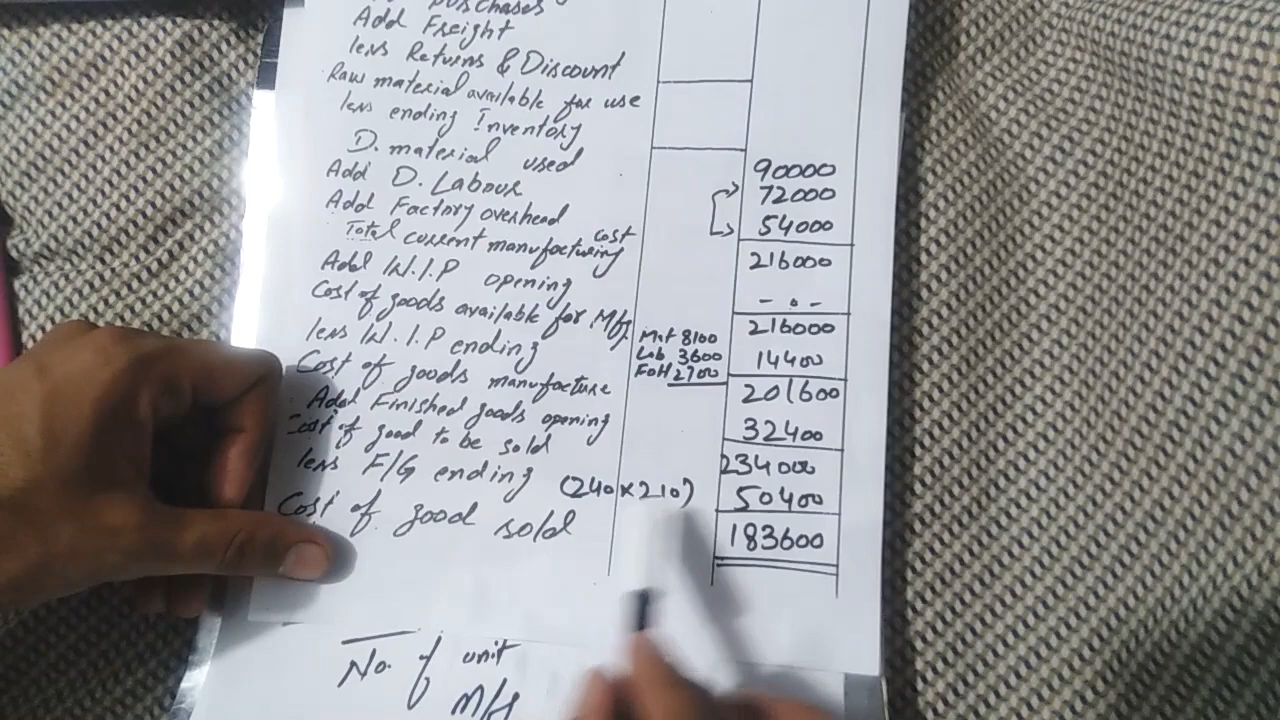 Purchases
Add Freight
less Returns & Discount
Raw material available for use
less ending Inventory
D. material used 90000
Add D. Labour 72000
Add Factory overhead 54000
Total current manufacturing cost 216000
Add W.I.P opening - 0 -
Cost of goods available for Mfg. 216000
less W.I.P ending Mat 8100 Lab 3600 FOH 2700 14400
Cost of goods manufacture 201600
Add Finished goods opening 32400
Cost of good to be sold 234000
less F/G ending (240 x 210) 50400
Cost of good sold 183600
No. of unit
M/f